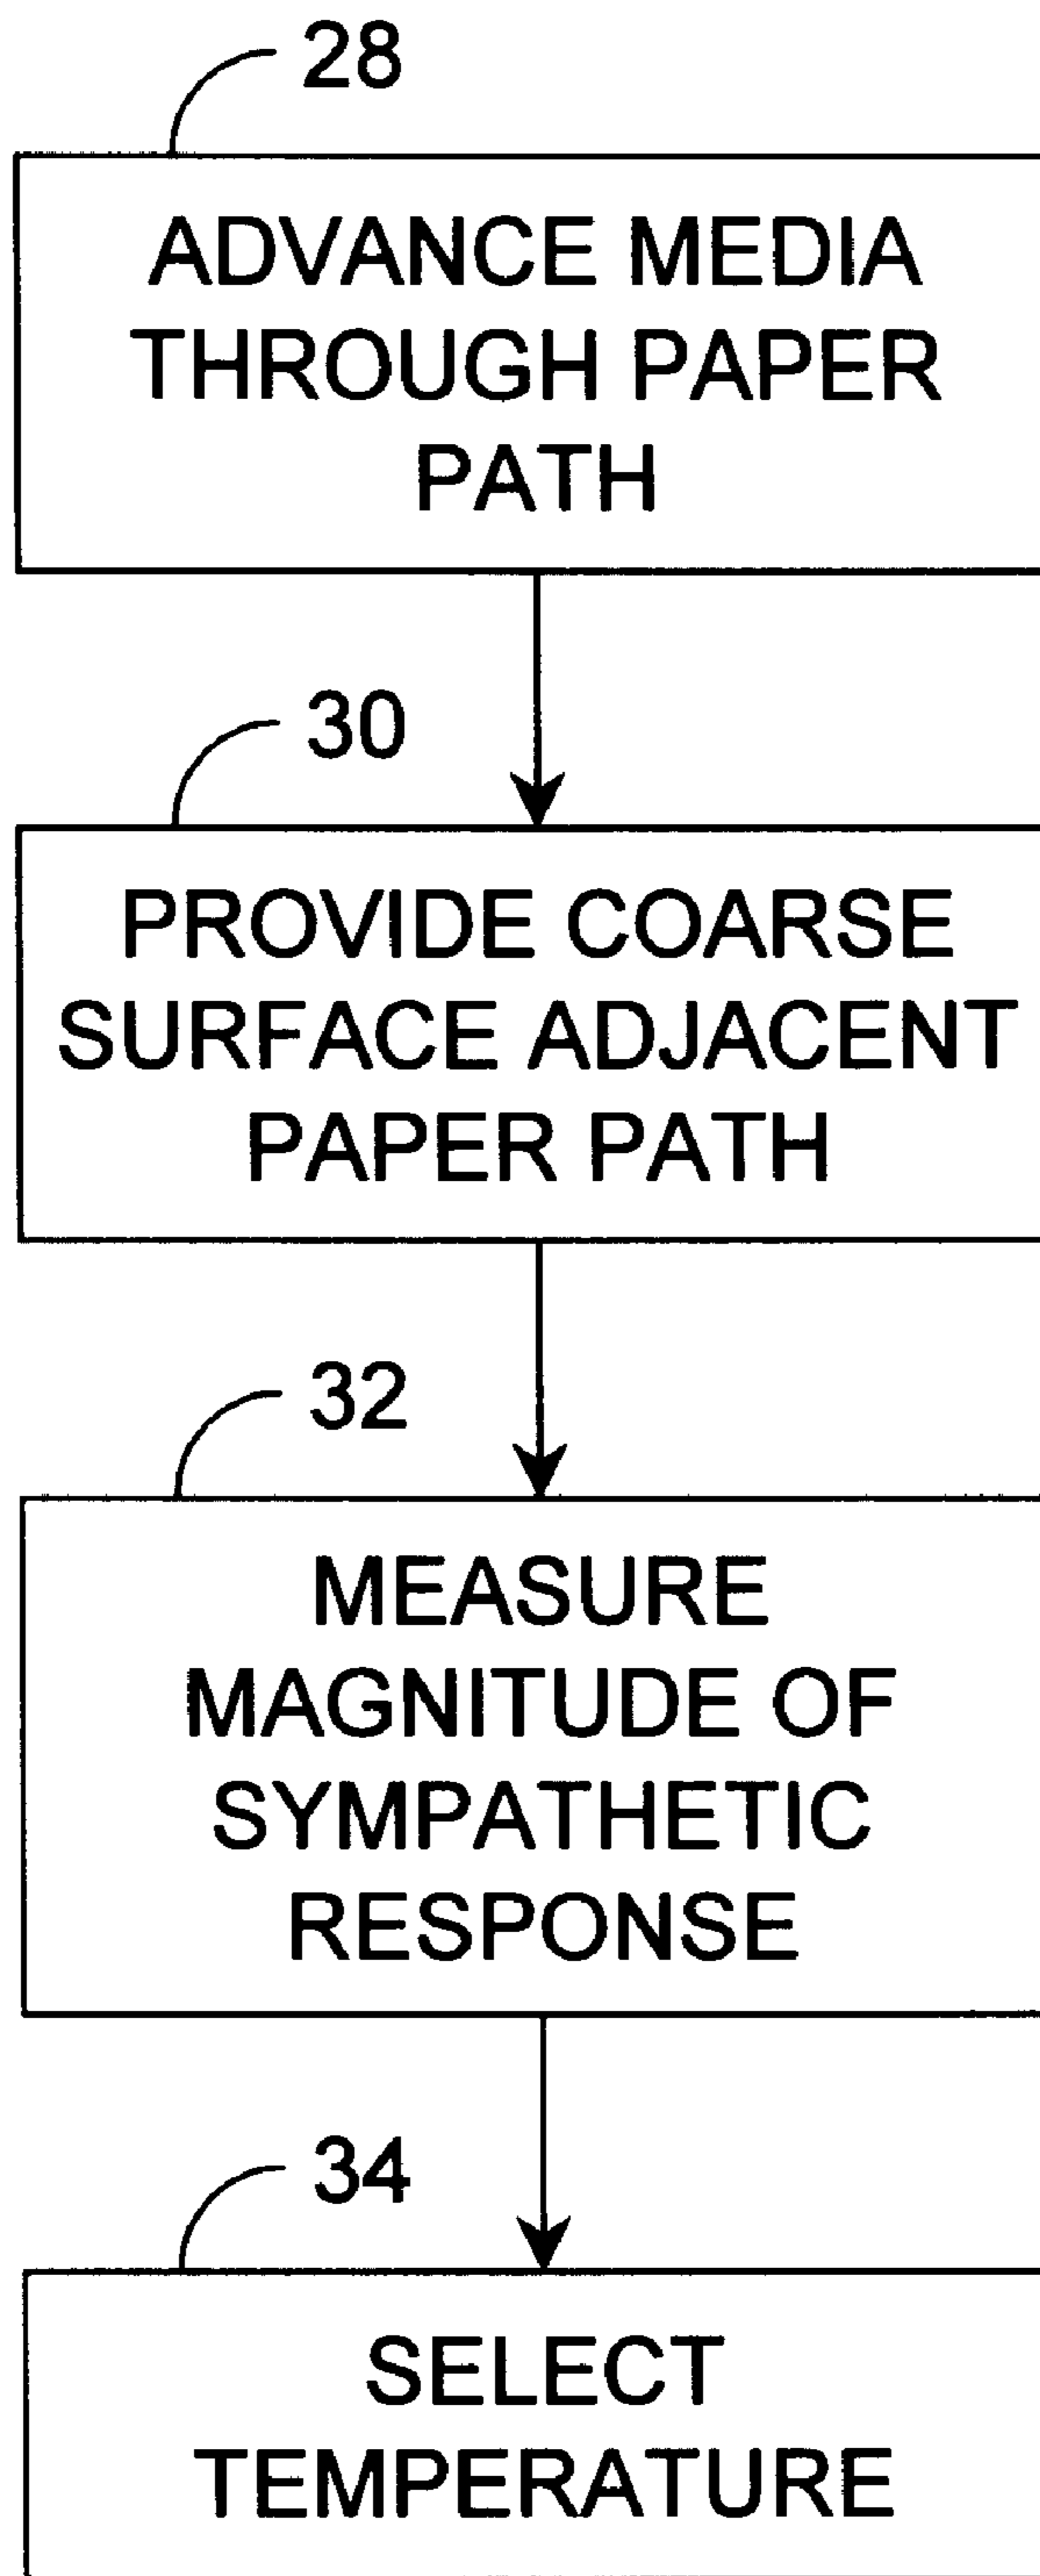 28
ADVANCE MEDIA
THROUGH PAPER
PATH
30
PROVIDE COARSE
SURFACE ADJACENT
PAPER PATH
32
MEASURE
MAGNITUDE OF
SYMPATHETIC
RESPONSE
34
SELECT
TEMPERATURE